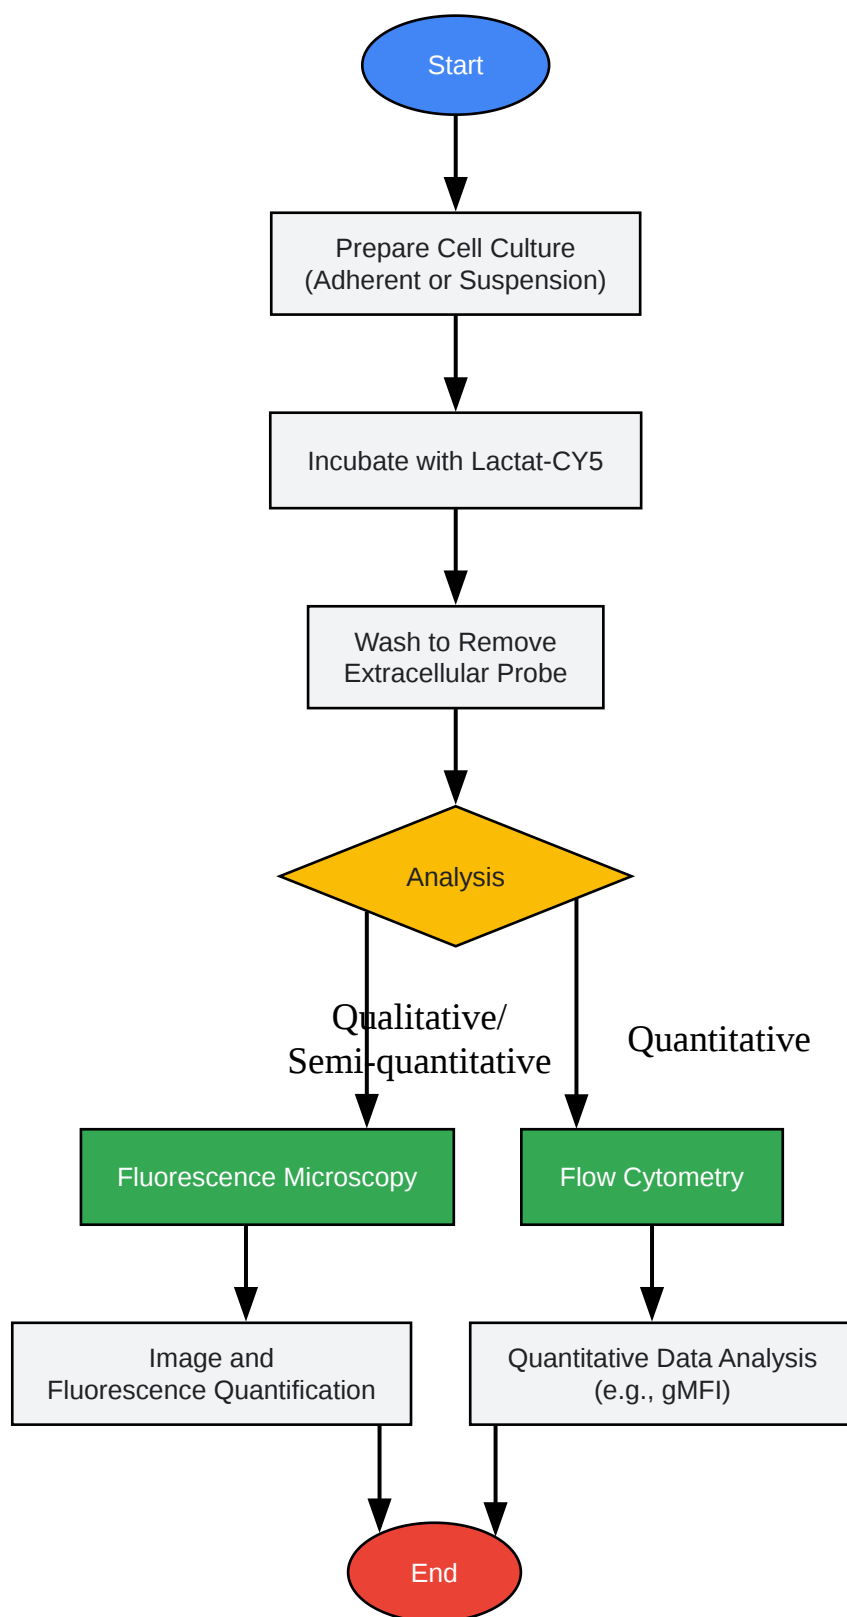 Start
Prepare Cell Culture
(Adherent or Suspension)
Incubate with Lactat-CY5
Wash to Remove
Extracellular Probe
Analysis
Qualitative/
Semi-quantitative
Quantitative
Fluorescence Microscopy
Flow Cytometry
Image and
Fluorescence Quantification
Quantitative Data Analysis
(e.g., gMFI)
End